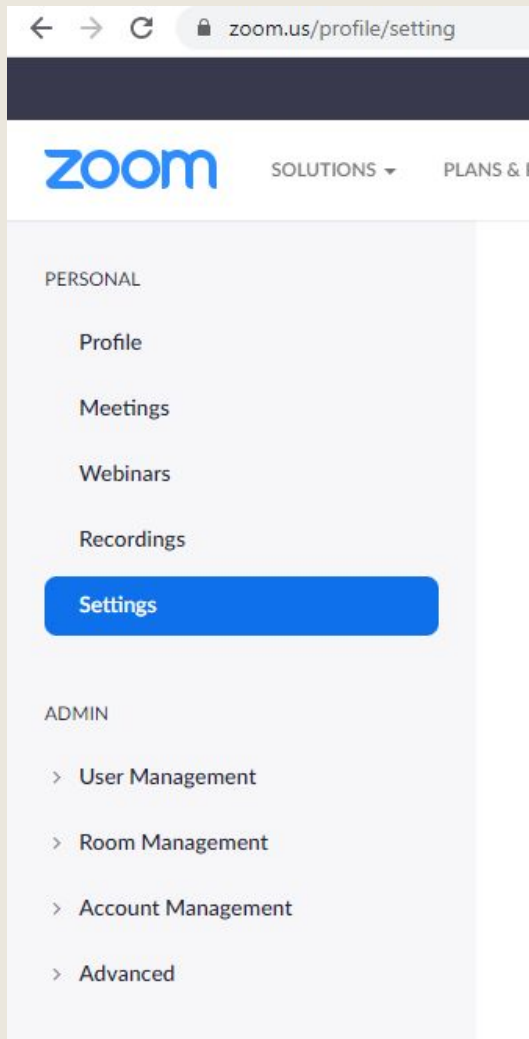 zoom.us/profile/setting
zoom SOLUTIONS PLANS &
PERSONAL
Profile
Meetings
Webinars
Recordings
Settings
ADMIN
> User Management
> Room Management
> Account Management
> Advanced